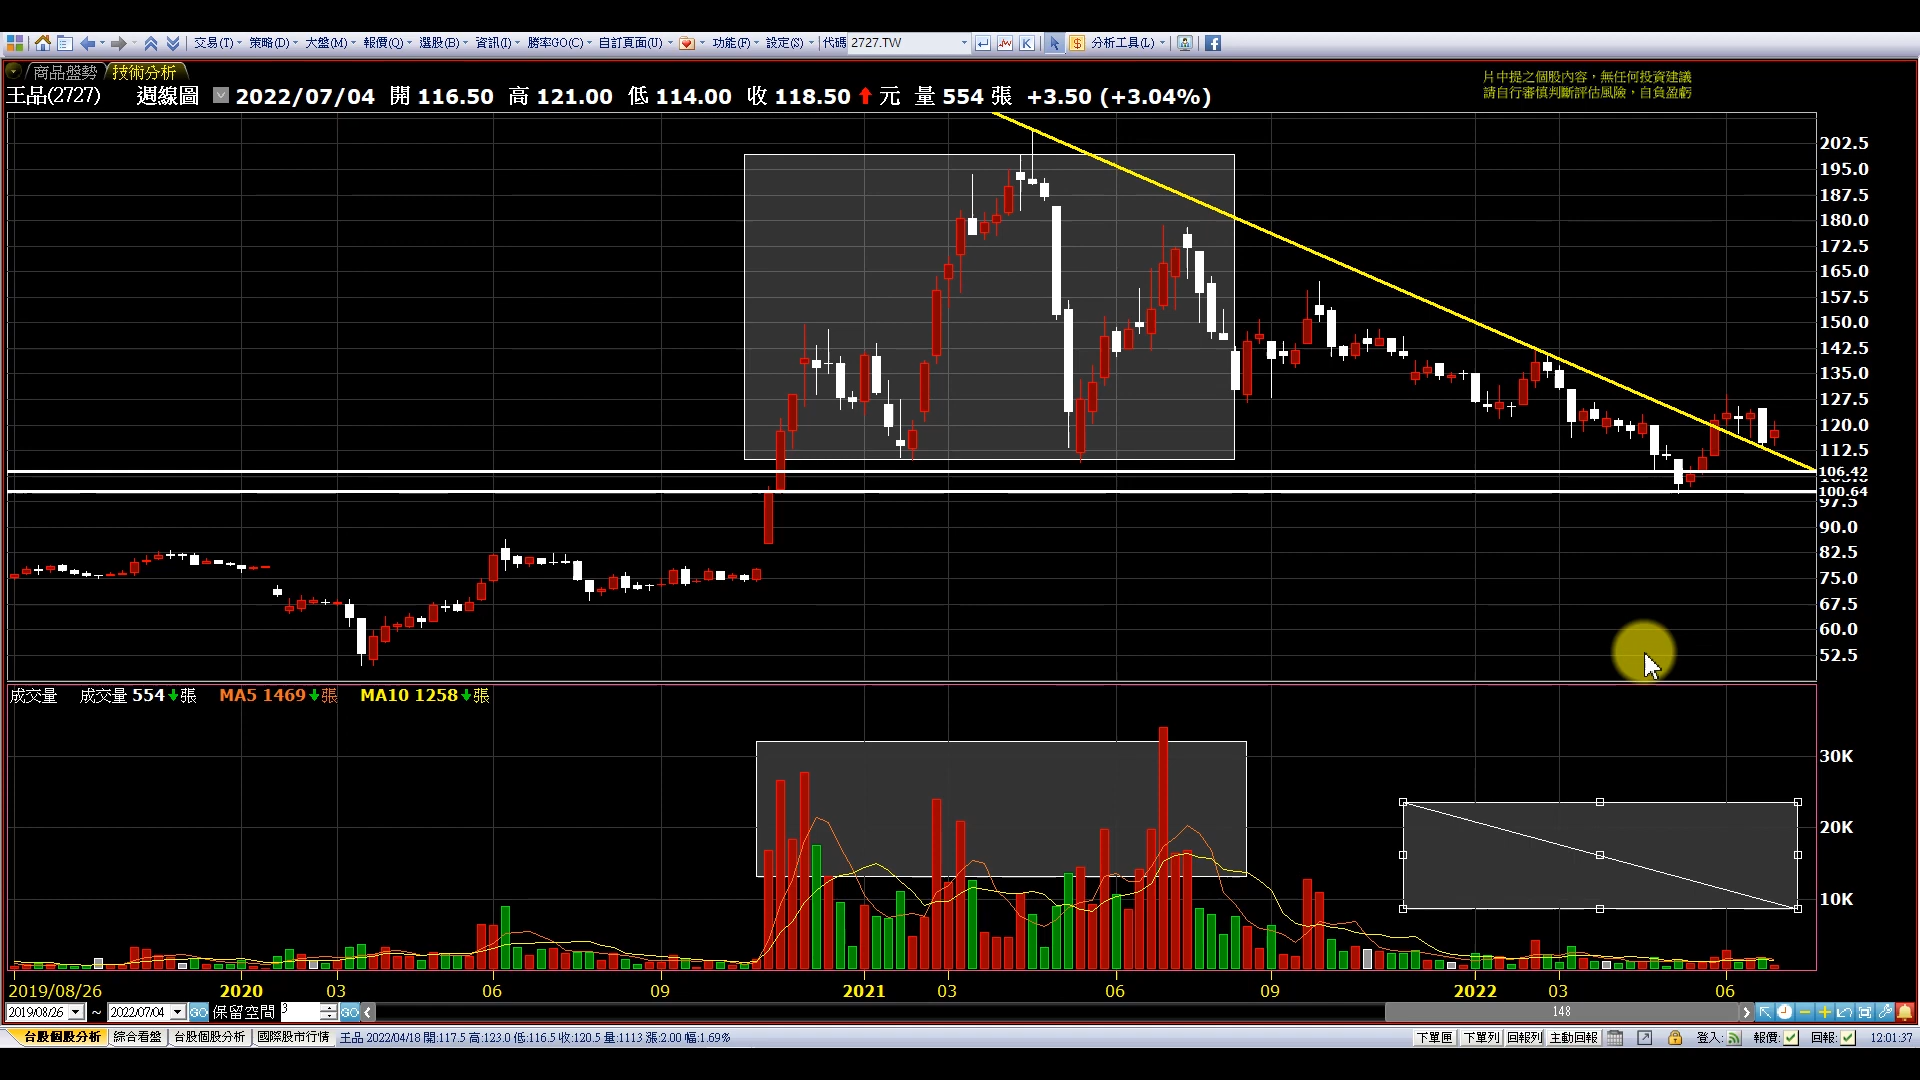 交易(T) 策略(D) 大盤(M) 報價(Q) 選股(B) 資訊(I) 勝率GO(C) 自訂頁面(U) 功能(F) 設定(S) 代碼 2727.TW K $ 分析工具(L)
商品盤勢 技術分析
片中提之個股內容，無任何投資建議
請自行審慎判斷評估風險，自負盈虧
王品(2727) 週線圖 2022/07/04 開 116.50 高 121.00 低 114.00 收 118.50 元 量 554 張 +3.50 (+3.04%)
202.5
195.0
187.5
180.0
172.5
165.0
157.5
150.0
142.5
135.0
127.5
120.0
112.5
106.42
100.64
97.5
90.0
82.5
75.0
67.5
60.0
52.5
成交量 成交量 554 張 MA5 1469 張 MA10 1258 張
30K
20K
10K
2019/08/26 2020 03 06 09 2021 03 06 09 2022 03 06
2019/08/26 ~ 2022/07/04 GO 保留空間 3 GO 148
台股個股分析 綜合看盤 台股個股分析 國際股市行情 王品 2022/04/18 開:117.5 高:123.0 低:116.5 收:120.5 量:1113 漲:2.00 幅:1.69% 下單匣 下單列 回報列 主動回報 登入: 報價: 回報: 12:01:37